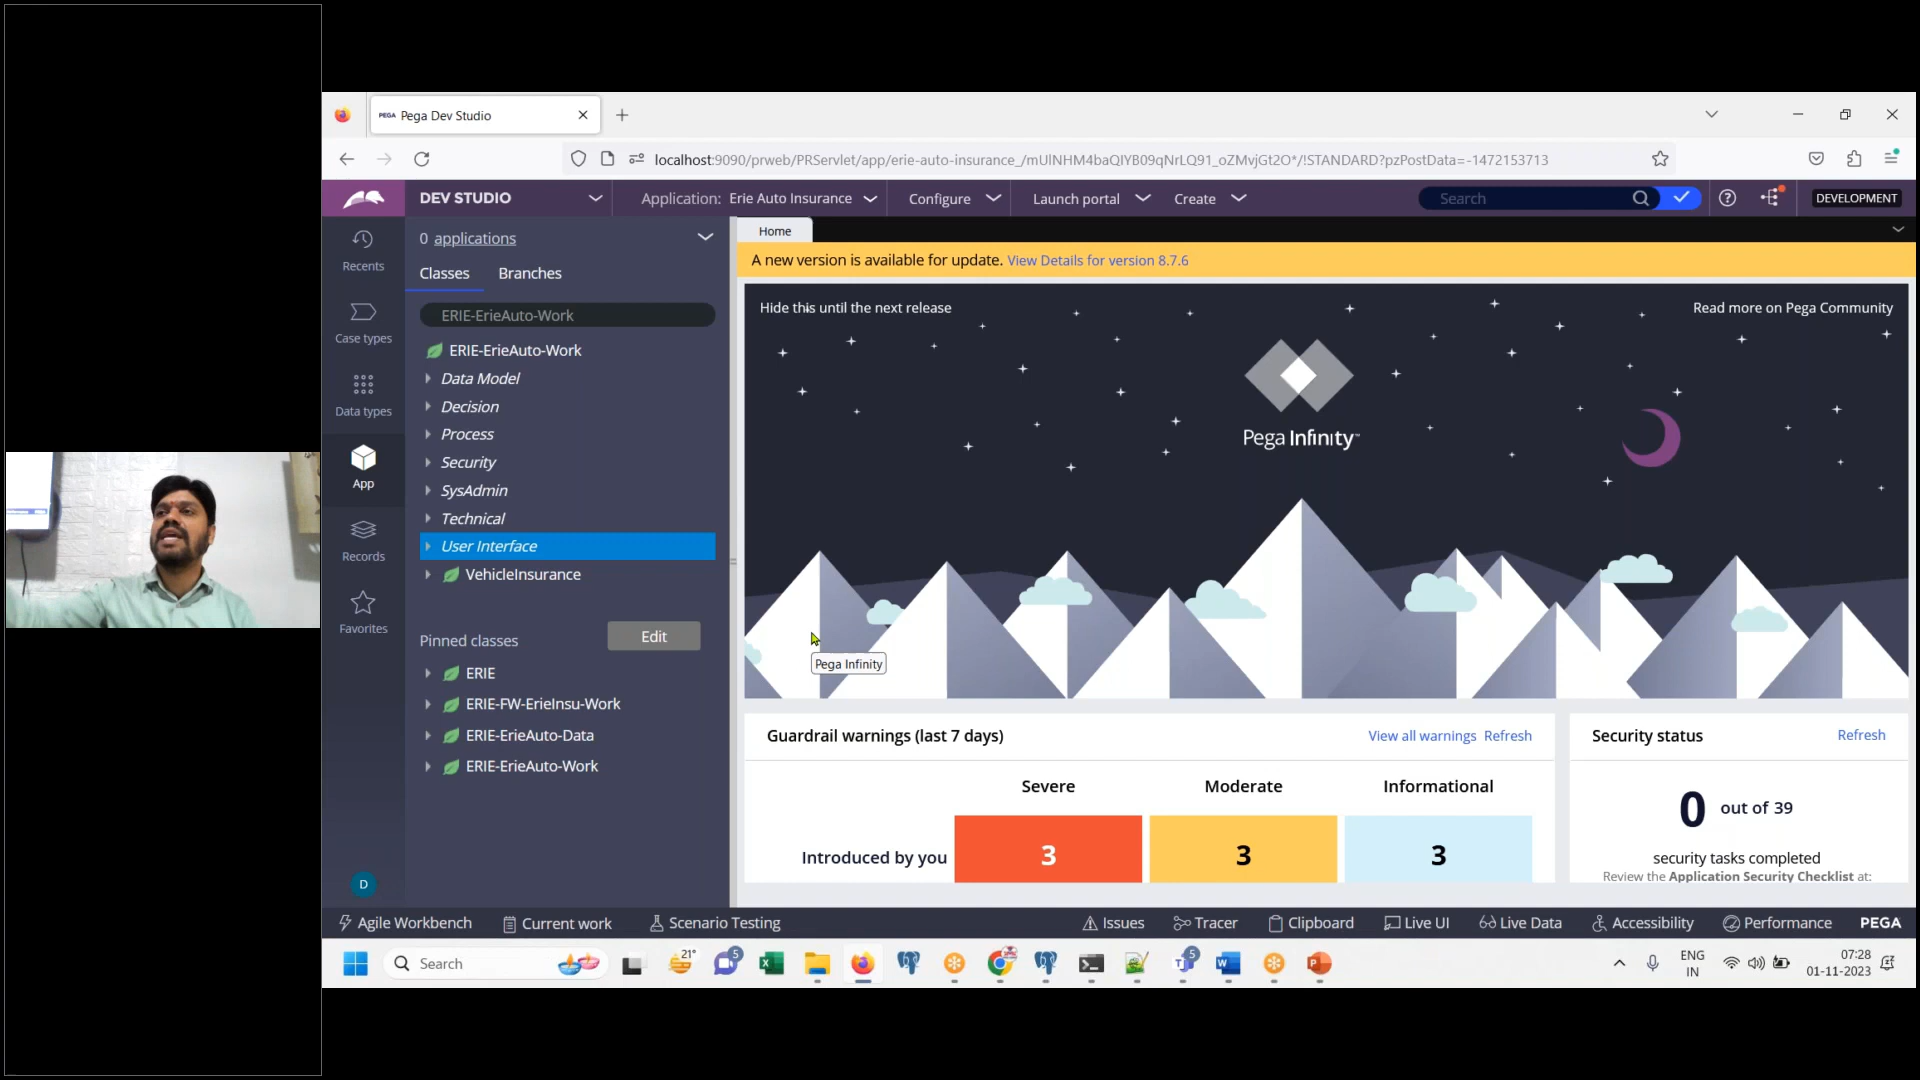 PEGA Pega Dev Studio
localhost:9090/prweb/PRServlet/app/erie-auto-insurance_/mUlNHM4baQIYB09qNrLQ91_oZMvjGt2O*/!STANDARD?pzPostData=-1472153713
DEV STUDIO
Application: Erie Auto Insurance
Configure
Launch portal
Create
Search
DEVELOPMENT
Recents
Case types
Data types
App
Records
Favorites
D
0 applications
Classes Branches
ERIE-ErieAuto-Work
ERIE-ErieAuto-Work
Data Model
Decision
Process
Security
SysAdmin
Technical
User Interface
VehicleInsurance
Pinned classes Edit
ERIE
ERIE-FW-ErieInsu-Work
ERIE-ErieAuto-Data
ERIE-ErieAuto-Work
Home
A new version is available for update. View Details for version 8.7.6
Hide this until the next release
Read more on Pega Community
Pega Infinity™
Pega Infinity
Guardrail warnings (last 7 days) View all warnings Refresh
Severe Moderate Informational
Introduced by you 3 3 3
Security status Refresh
0 out of 39
security tasks completed
Review the Application Security Checklist at:
Agile Workbench Current work Scenario Testing Issues Tracer Clipboard Live UI Live Data Accessibility Performance PEGA
Search
21°
5
5
ENG
IN
07:28
01-11-2023